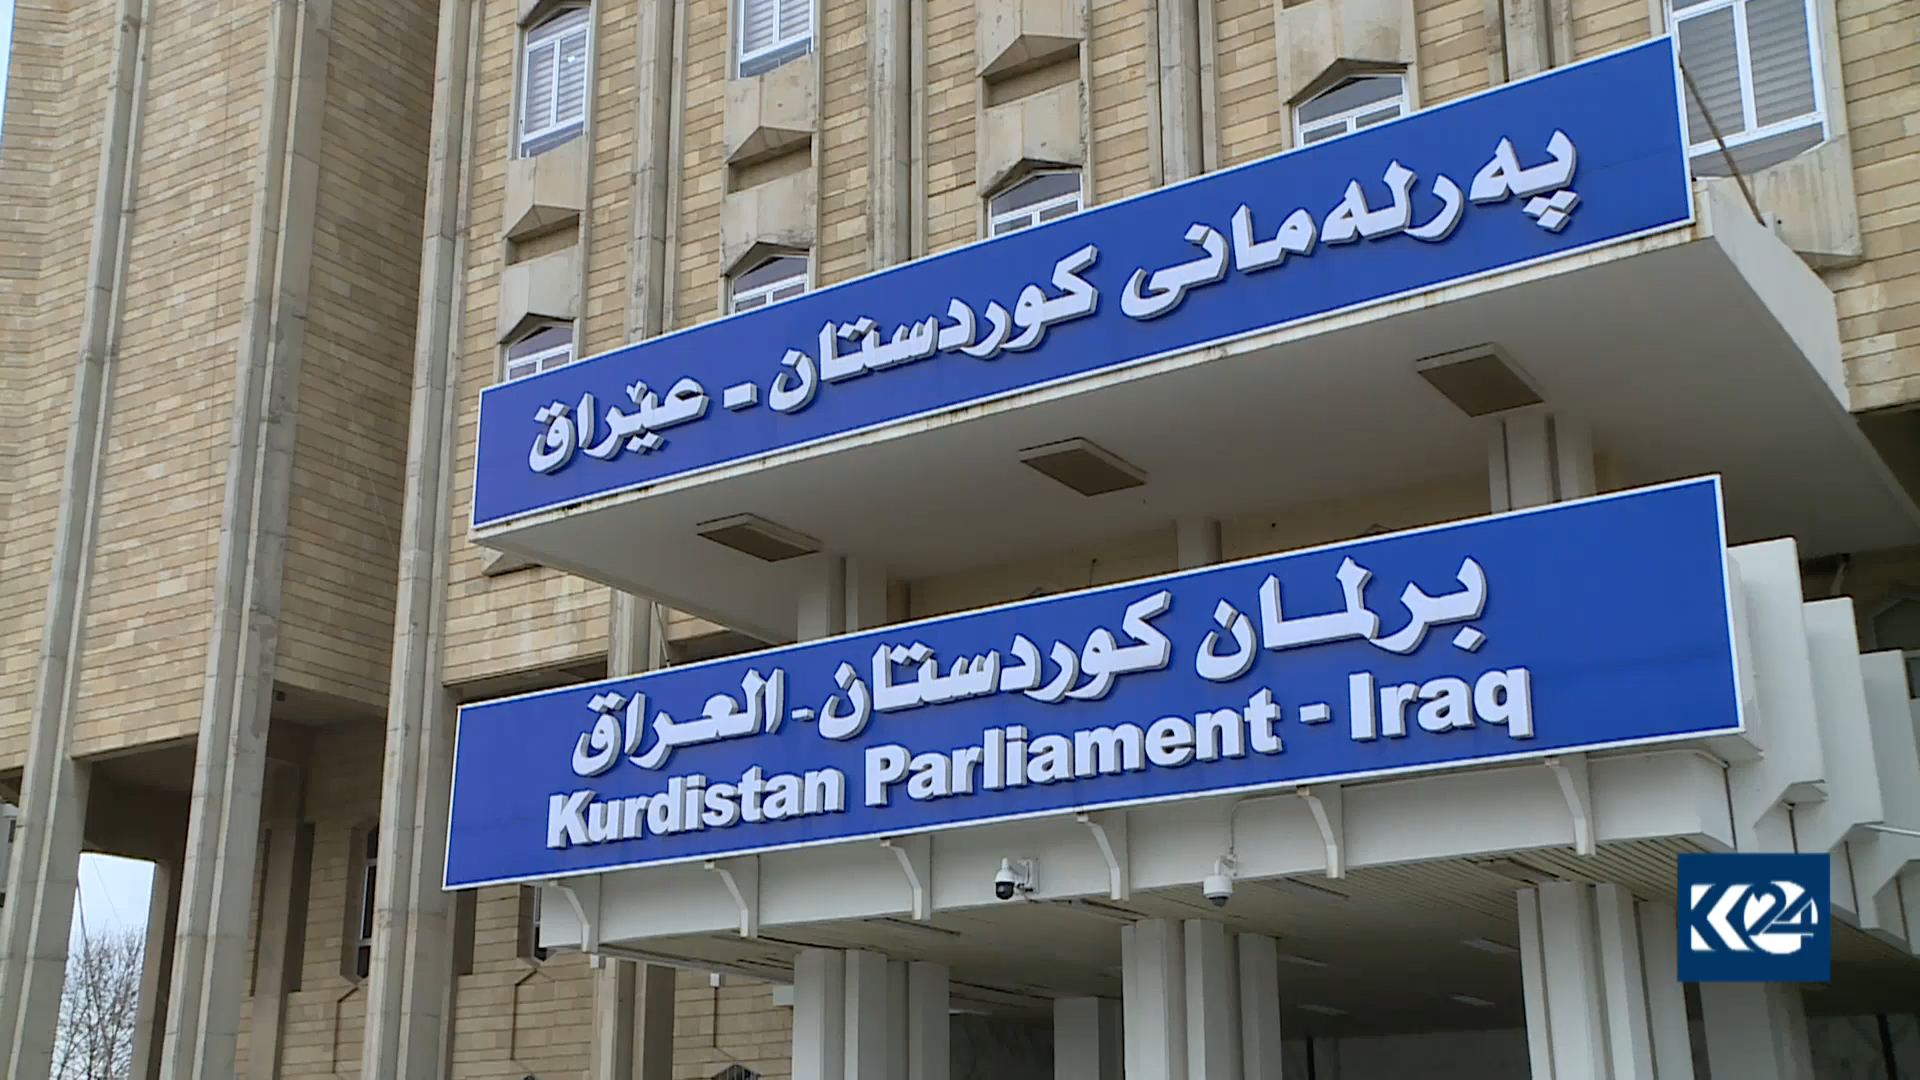 پەرلەمانی کوردستان - عێراق
برلمان كوردستان - العراق
Kurdistan Parliament - Iraq
K24